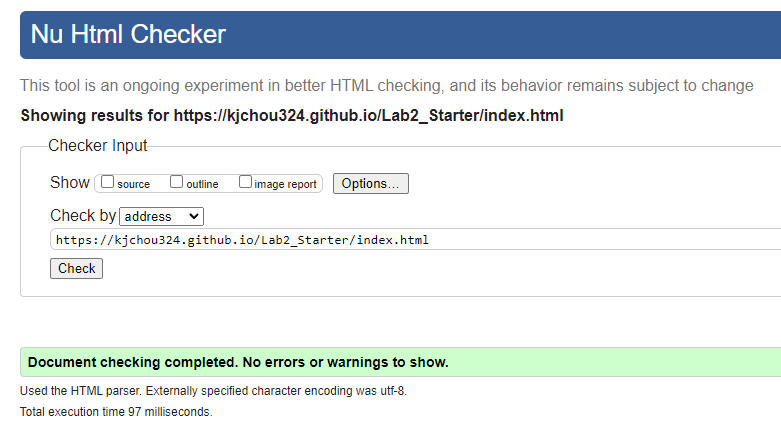 Nu Html Checker
This tool is an ongoing experiment in better HTML checking, and its behavior remains subject to change
Showing results for https://kjchou324.github.io/Lab2_Starter/index.html
Checker Input
Show source outline image report Options...
Check by address
https://kjchou324.github.io/Lab2_Starter/index.html
Check
Document checking completed. No errors or warnings to show.
Used the HTML parser. Externally specified character encoding was utf-8.
Total execution time 97 milliseconds.